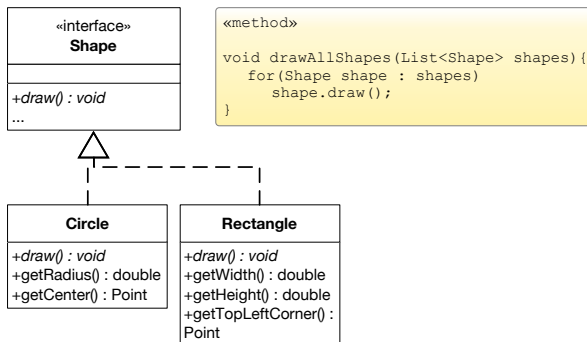 «interface»
Shape
+draw() : void
...
«method»
void drawAllShapes(List<Shape> shapes){
for(Shape shape : shapes)
shape.draw();
}
Circle
+draw() : void
+getRadius() : double
+getCenter() : Point
Rectangle
+draw() : void
+getWidth() : double
+getHeight() : double
+getTopLeftCorner() :
Point